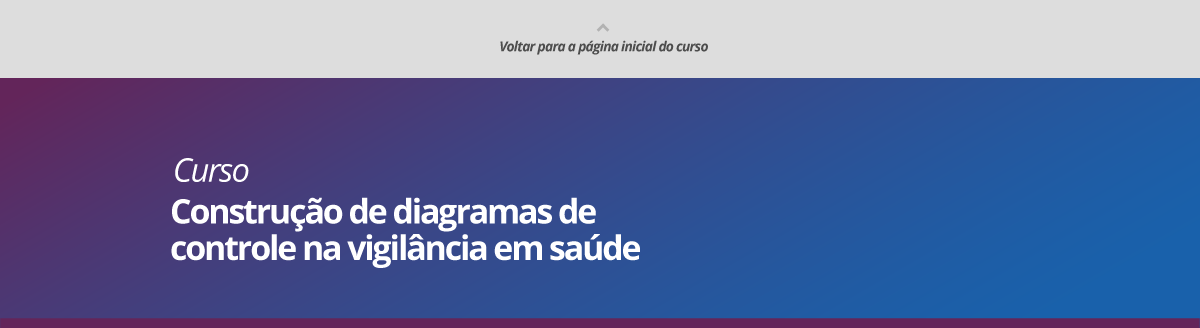 Voltar para a página inicial do curso
Curso
Construção de diagramas de
controle na vigilância em saúde